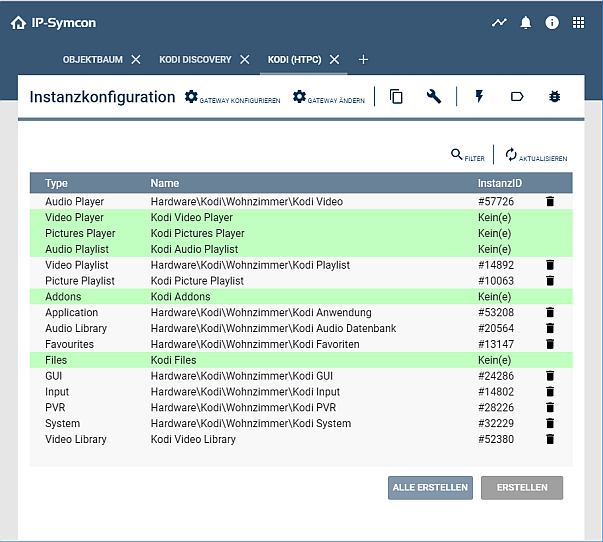 IP-Symcon
OBJEKTBAUM KODI DISCOVERY KODI (HTPC)
Instanzkonfiguration GATEWAY KONFIGURIEREN GATEWAY ÄNDERN
FILTER AKTUALISIEREN
Type Name InstanzID
Audio Player Hardware\Kodi\Wohnzimmer\Kodi Video #57726
Video Player Kodi Video Player Kein(e)
Pictures Player Kodi Pictures Player Kein(e)
Audio Playlist Kodi Audio Playlist Kein(e)
Video Playlist Hardware\Kodi\Wohnzimmer\Kodi Playlist #14892
Picture Playlist Kodi Picture Playlist #10063
Addons Kodi Addons Kein(e)
Application Hardware\Kodi\Wohnzimmer\Kodi Anwendung #53208
Audio Library Hardware\Kodi\Wohnzimmer\Kodi Audio Datenbank #20564
Favourites Hardware\Kodi\Wohnzimmer\Kodi Favoriten #13147
Files Kodi Files Kein(e)
GUI Hardware\Kodi\Wohnzimmer\Kodi GUI #24286
Input Hardware\Kodi\Wohnzimmer\Kodi Input #14802
PVR Hardware\Kodi\Wohnzimmer\Kodi PVR #28226
System Hardware\Kodi\Wohnzimmer\Kodi System #32229
Video Library Kodi Video Library #52380
ALLE ERSTELLEN ERSTELLEN